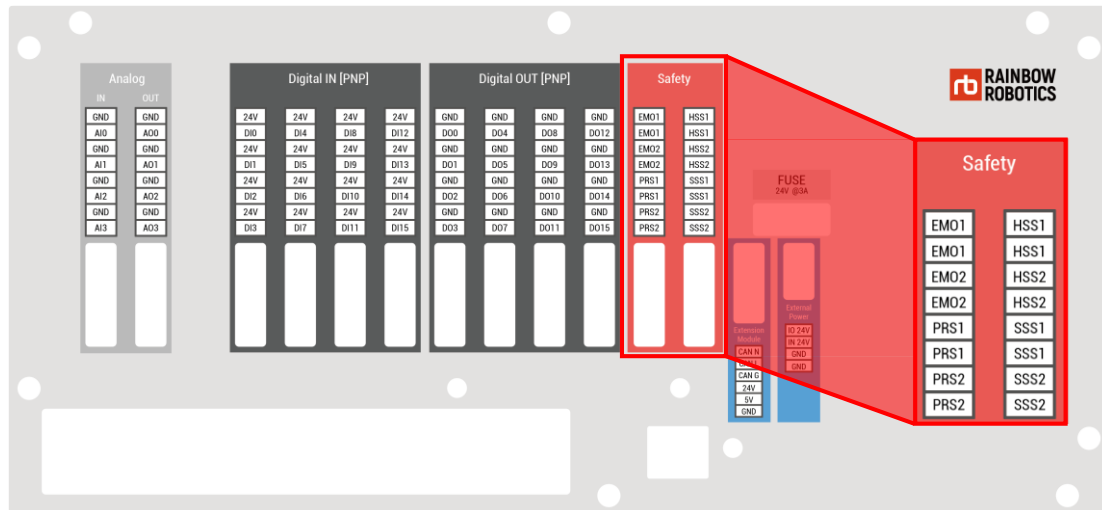 Analog
IN OUT
GND GND
AI0 AO0
GND GND
AI1 AO1
GND GND
AI2 AO2
GND GND
AI3 AO3
Digital IN [PNP]
24V 24V 24V 24V
DI0 DI4 DI8 DI12
24V 24V 24V 24V
DI1 DI5 DI9 DI13
24V 24V 24V 24V
DI2 DI6 DI10 DI14
24V 24V 24V 24V
DI3 DI7 DI11 DI15
Digital OUT [PNP]
GND GND GND GND
DO0 DO4 DO8 DO12
GND GND GND GND
DO1 DO5 DO9 DO13
GND GND GND GND
DO2 DO6 DO10 DO14
GND GND GND GND
DO3 DO7 DO11 DO15
Safety
EMO1 HSS1
EMO1 HSS1
EMO2 HSS2
EMO2 HSS2
PRS1 SSS1
PRS1 SSS1
PRS2 SSS2
PRS2 SSS2
FUSE
24V @3A
Extension
Module
CAN N
CAN G
24V
5V
GND
External
Power
IO 24V
IN 24V
GND
GND
rb RAINBOW
ROBOTICS
Safety
EMO1 HSS1
EMO1 HSS1
EMO2 HSS2
EMO2 HSS2
PRS1 SSS1
PRS1 SSS1
PRS2 SSS2
PRS2 SSS2